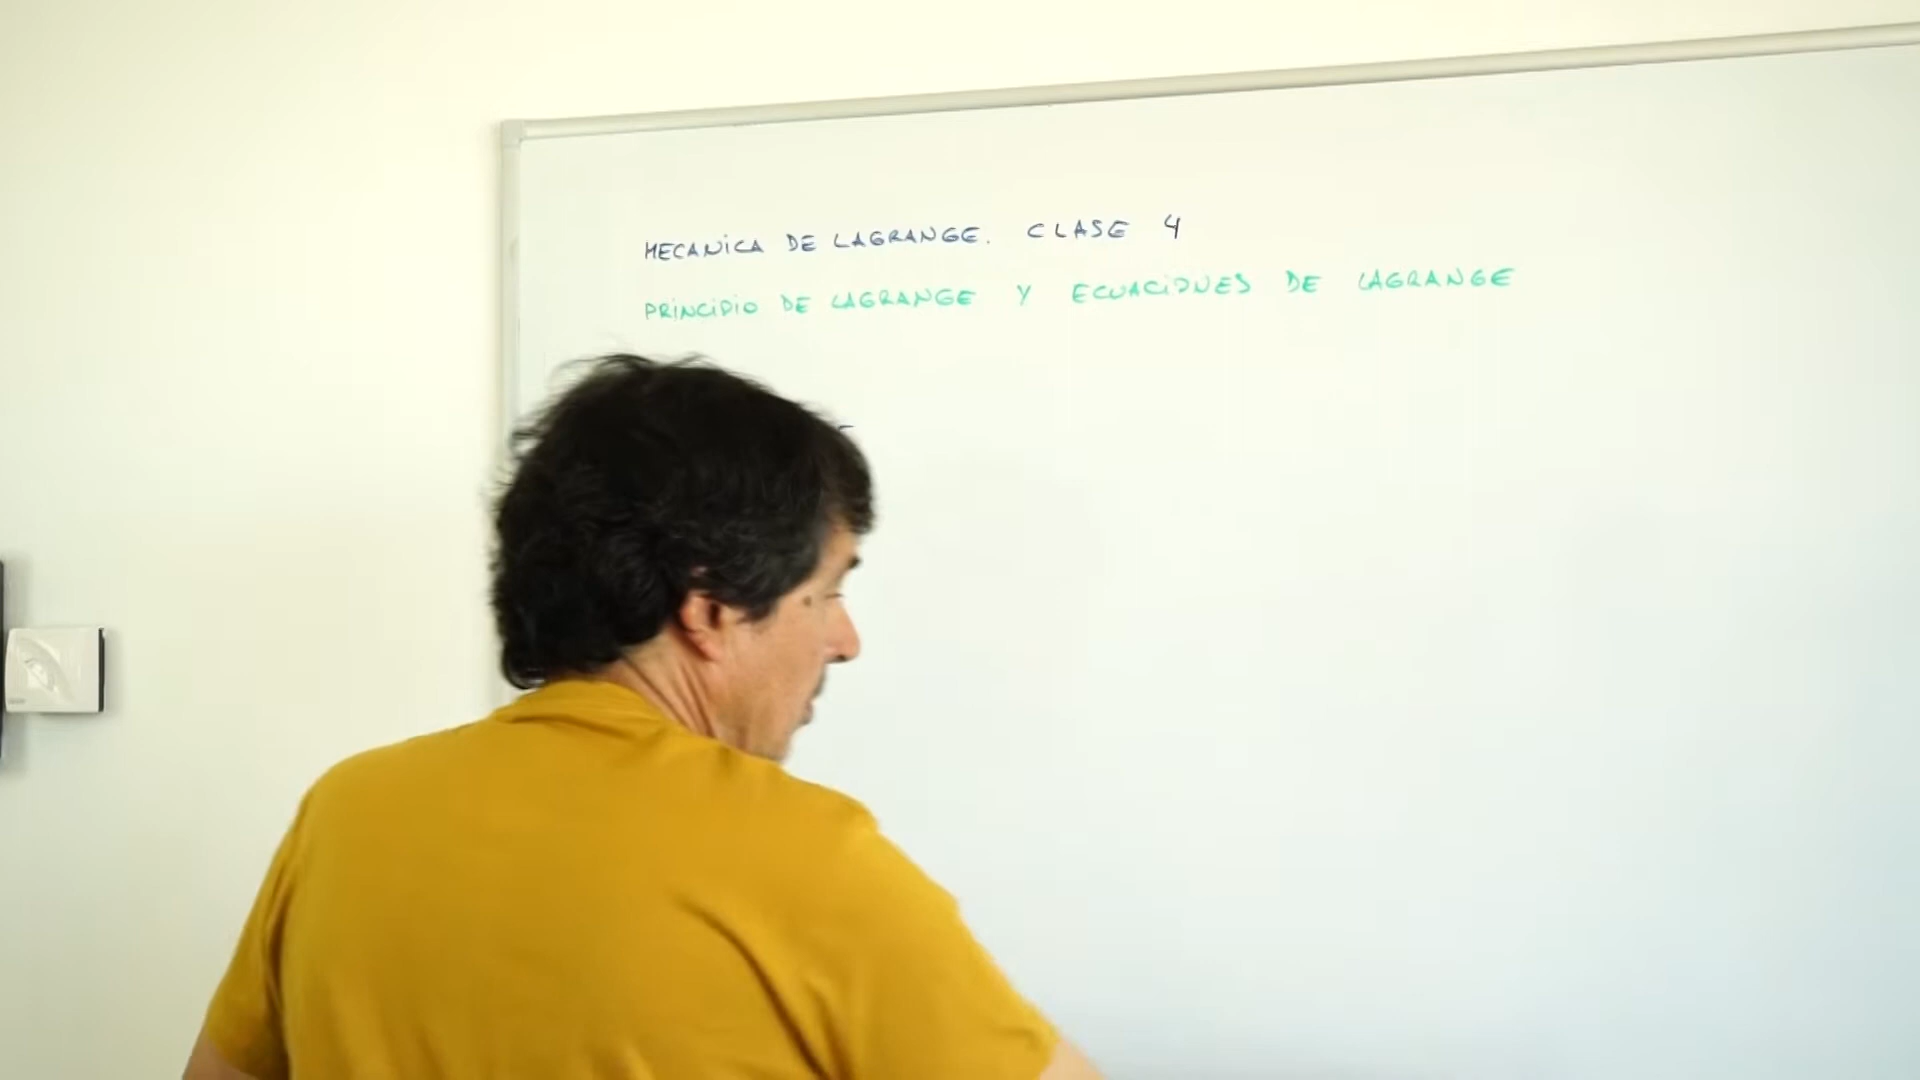 MECANICA DE LAGRANGE. CLASE 4
PRINCIPIO DE LAGRANGE Y ECUACIONES DE LAGRANGE